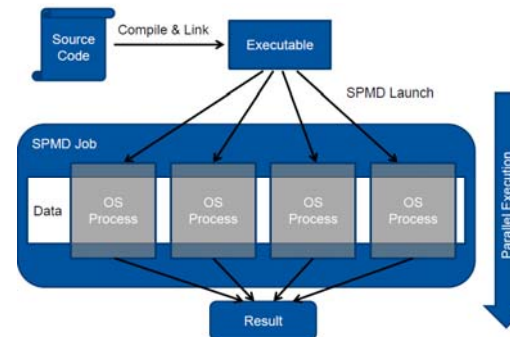 Source
Code
Compile & Link
Executable
SPMD Launch
SPMD Job
Data
OS
Process
OS
Process
OS
Process
OS
Process
Result
Parallel Execution